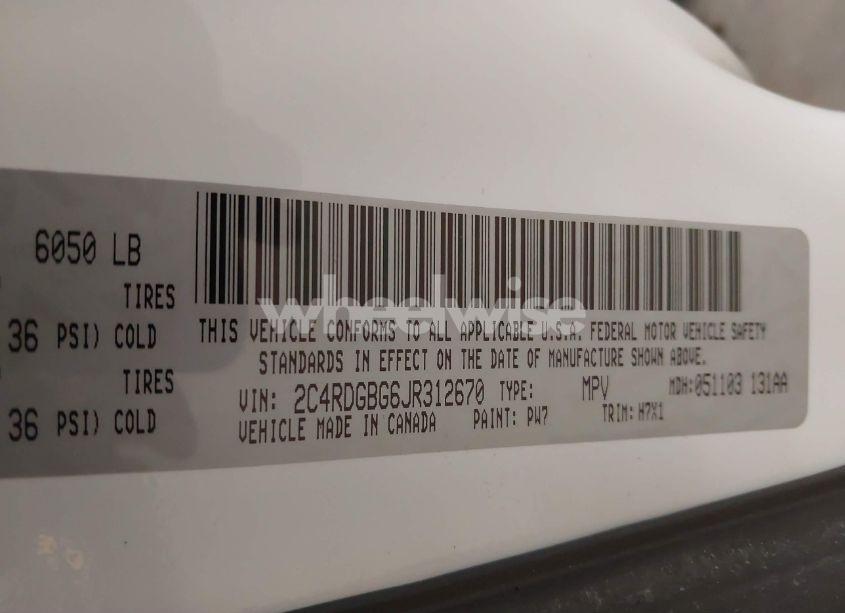 6050 LB
TIRES
36 PSI) COLD
TIRES
36 PSI) COLD
wheelwise
THIS VEHICLE CONFORMS TO ALL APPLICABLE U.S.A. FEDERAL MOTOR VEHICLE SAFETY
STANDARDS IN EFFECT ON THE DATE OF MANUFACTURE SHOWN ABOVE.
VIN: 2C4RDGBG6JR312670 TYPE: MPV MDH: 051103 131AA
VEHICLE MADE IN CANADA PAINT: PW7 TRIM: H7X1